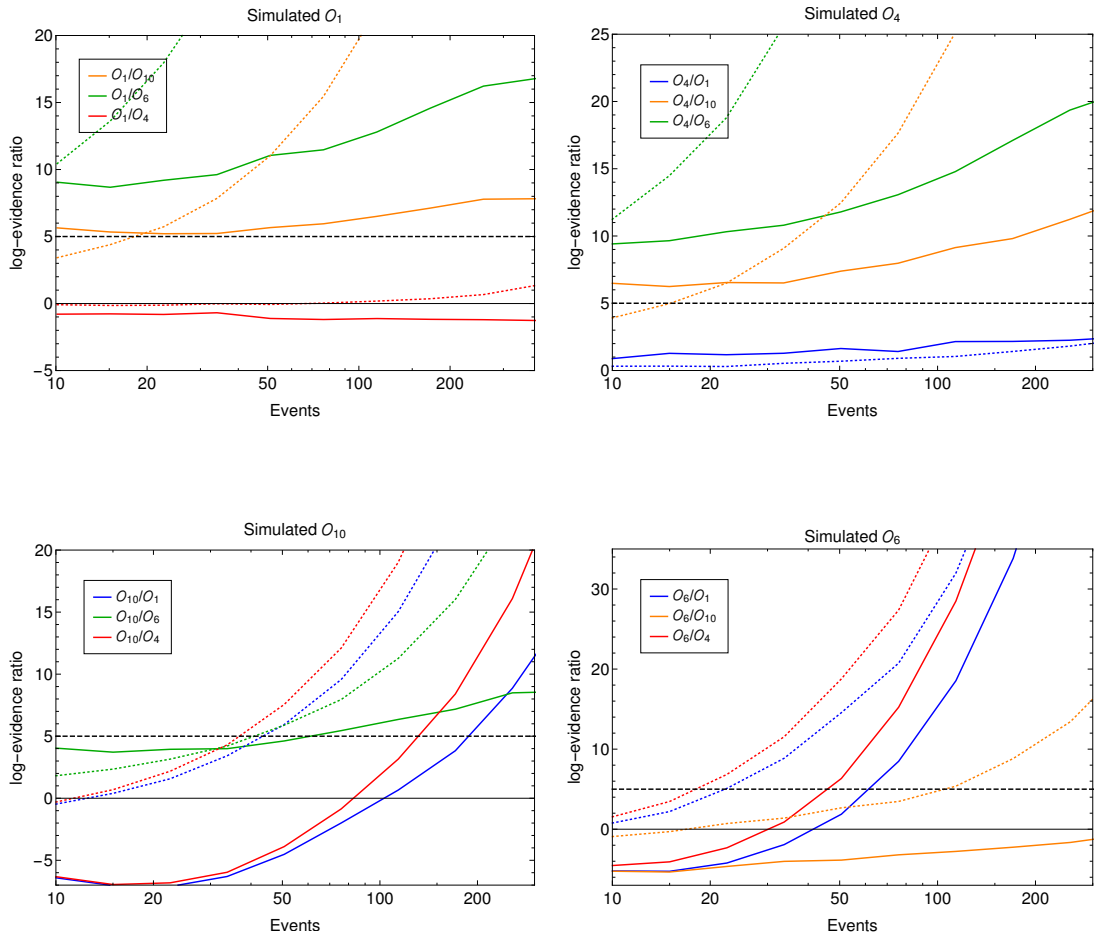 Simulated O1
log-evidence ratio
20
15
10
5
0
−5
O1/O10
O1/O6
O1/O4
10 20 50 100 200
Events
Simulated O4
log-evidence ratio
25
20
15
10
5
0
O4/O1
O4/O10
O4/O6
10 20 50 100 200
Events
Simulated O10
log-evidence ratio
20
15
10
5
0
−5
O10/O1
O10/O6
O10/O4
10 20 50 100 200
Events
Simulated O6
log-evidence ratio
30
20
10
0
O6/O1
O6/O10
O6/O4
10 20 50 100 200
Events